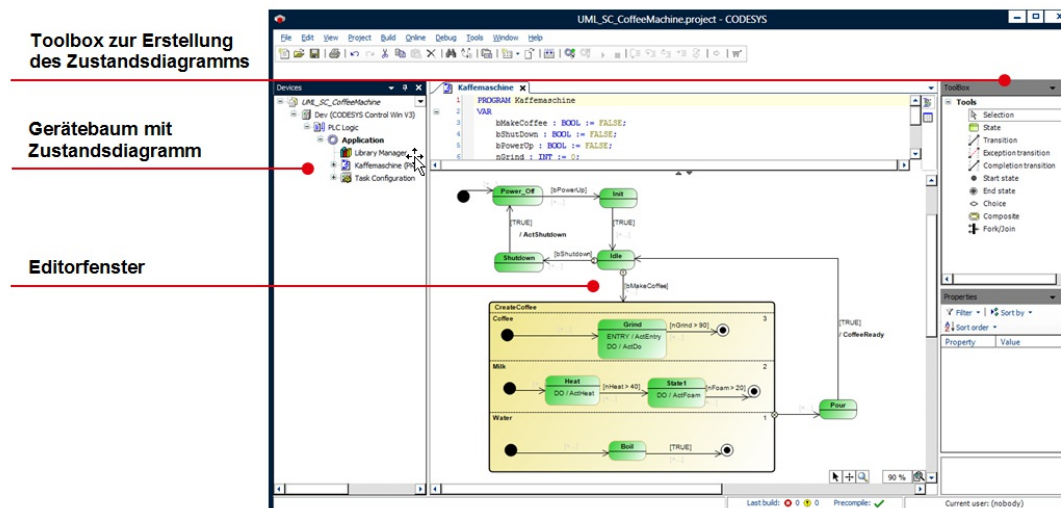 UML_SC_CoffeeMachine.project - CODESYS
File Edit View Project Build Online Debug Tools Window Help
Toolbox zur Erstellung
des Zustandsdiagramms
Gerätebaum mit
Zustandsdiagramm
Editorfenster
Devices
UML_SC_CoffeeMachine
Dev (CODESYS Control Win V3)
PLC Logic
Application
Library Manager
Kaffemaschine (P
Task Configuration
Kaffemaschine
1 PROGRAM Kaffemaschine
2 VAR
3 bMakeCoffee : BOOL := FALSE;
4 bShutDown : BOOL := FALSE;
5 bPowerUp : BOOL := FALSE;
6 nGrind : INT := 0;
Power_Off
[bPowerUp]
Init
[TRUE]
/ ActShutdown
[TRUE]
Shutdown
[bShutdown]
Idle
[bMakeCoffee]
CreateCoffee
Coffee
3
Grind
ENTRY / ActEntry
DO / ActDo
[nGrind > 90]
Milk
2
Heat
DO / ActHeat
[nHeat > 40]
State1
DO / ActFoam
[nFoam > 20]
Water
1
Boil
[TRUE]
[TRUE]
/ CoffeeReady
Pour
90 %
ToolBox
Tools
Selection
State
Transition
Exception transition
Completion transition
Start state
End state
Choice
Composite
Fork/Join
Properties
Filter
Sort by
Sort order
Property Value
Last build: 0 0 Precompile:
Current user: (nobody)